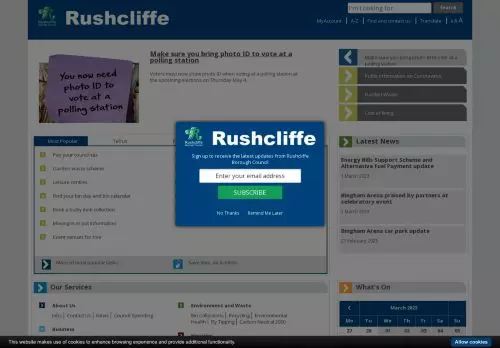 Rushcliffe
I'm Looking for...
Search
My Account | A-Z | Find and contact us | Translate | A A A
Make sure you bring photo ID to vote at a
polling station
Voters must now show photo ID when voting at a polling station at
the upcoming elections on Thursday May 4.
You now need
photo ID to
vote at a
polling station
Make sure you bring photo ID to vote at a
polling station
Public information on Coronavirus
Garden Waste
Cost of living
Most Popular
Tell us
Pay your council tax
Garden waste scheme
Leisure centres
Find your bin day and bin calendar
Book a bulky item collection
Missing bin
Event venues for hire
More of most popular tasks...
Save time, do it online
Rushcliffe
Sign up to receive the latest updates from Rushcliffe
Borough Council
Enter your email address
SUBSCRIBE
No Thanks
Remind Me Later
Latest News
Energy Bills Support Scheme and
Alternative Fuel Payment update
1 March 2023
Bingham Arena praised by partners at
celebratory event
1 March 2023
Bingham Arena car park update
27 February 2023
Our Services
About Us
Jobs | Contact us | News | Council Spending
Business
Environment and Waste
Bin collections | Recycling | Environmental
Health | Fly Tipping | Carbon Neutral 2030
What's On
March 2023
Mo Tu We Th Fr Sa Su
27 28 1 2 3 4 5
This website makes use of cookies to enhance browsing experience and provide additional functionality.
Allow cookies